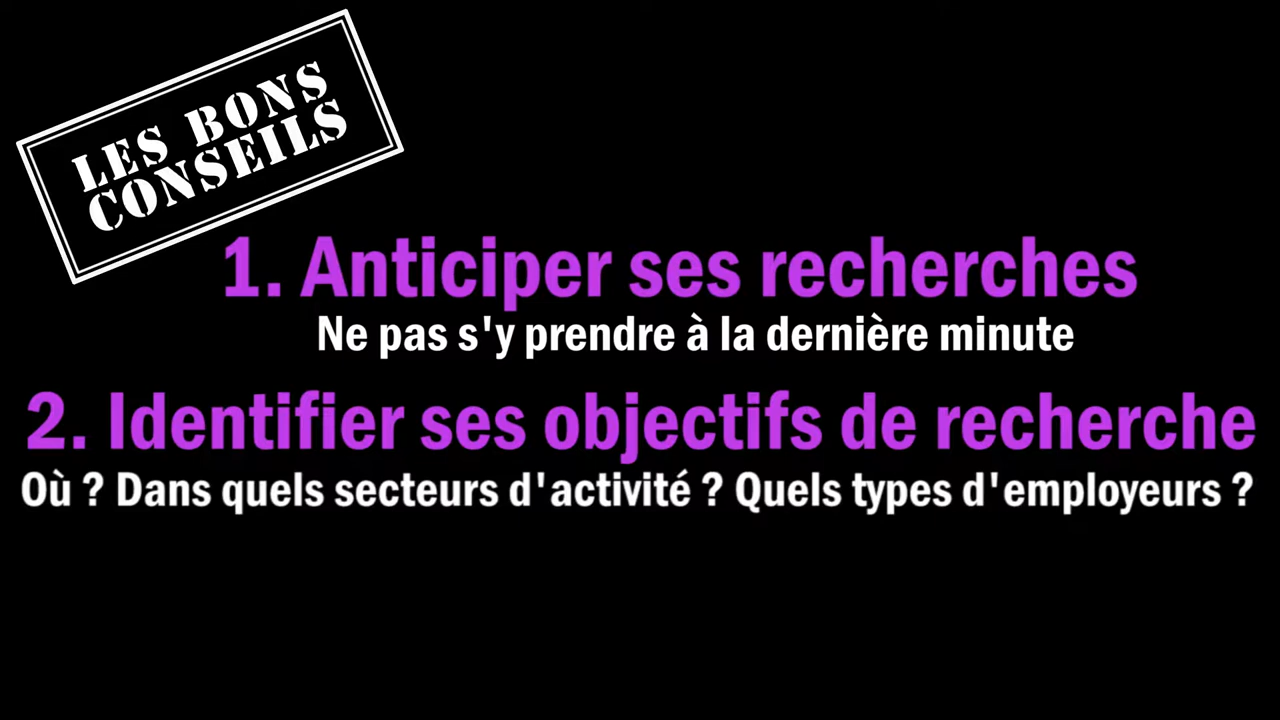 LES BONS
CONSEILS
1. Anticiper ses recherches
Ne pas s'y prendre à la dernière minute
2. Identifier ses objectifs de recherche
Où ? Dans quels secteurs d'activité ? Quels types d'employeurs ?